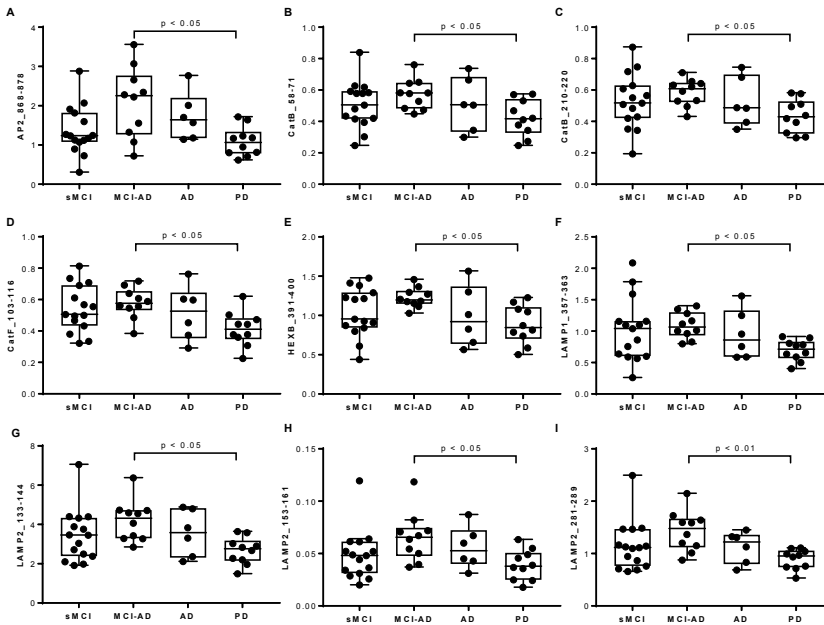 A
p < 0.05
AP2_868-878
4
3
2
1
0
sMCI MCI-AD AD PD
B
p < 0.05
CatB_58-71
1.0
0.8
0.6
0.4
0.2
0.0
sMCI MCI-AD AD PD
C
p < 0.05
CatB_210-220
1.0
0.8
0.6
0.4
0.2
0.0
sMCI MCI-AD AD PD
D
p < 0.05
CatF_103-116
1.0
0.8
0.6
0.4
0.2
0.0
sMCI MCI-AD AD PD
E
p < 0.05
HEXB_391-400
2.0
1.5
1.0
0.5
0.0
sMCI MCI-AD AD PD
F
p < 0.05
LAMP1_357-363
2.5
2.0
1.5
1.0
0.5
0.0
sMCI MCI-AD AD PD
G
p < 0.05
LAMP2_133-144
8
6
4
2
0
sMCI MCI-AD AD PD
H
p < 0.05
LAMP2_153-161
0.15
0.10
0.05
0.00
sMCI MCI-AD AD PD
I
p < 0.01
LAMP2_281-289
3
2
1
0
sMCI MCI-AD AD PD